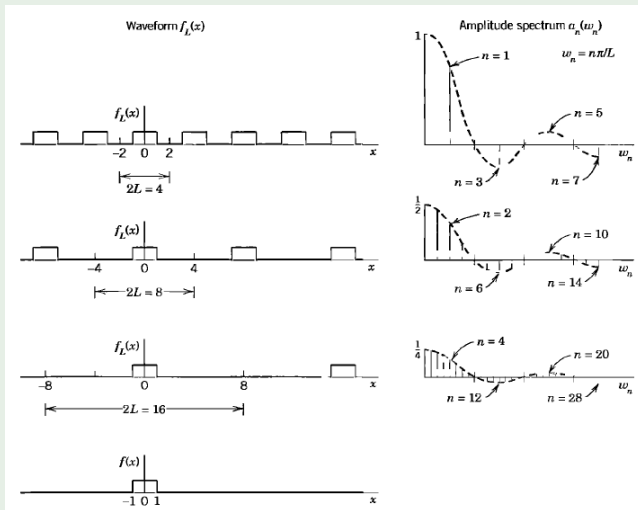 Waveform f_L(x)
Amplitude spectrum a_n(w_n)
w_n = nπ/L
1
n = 1
n = 5
n = 3
n = 7
w_n
f_L(x)
-2 0 2
x
2L = 4
1/2
n = 2
n = 10
n = 6
n = 14
w_n
f_L(x)
-4 0 4
x
2L = 8
1/4
n = 4
n = 20
n = 12
n = 28
w_n
f_L(x)
-8 0 8
x
2L = 16
f(x)
-1 0 1
x